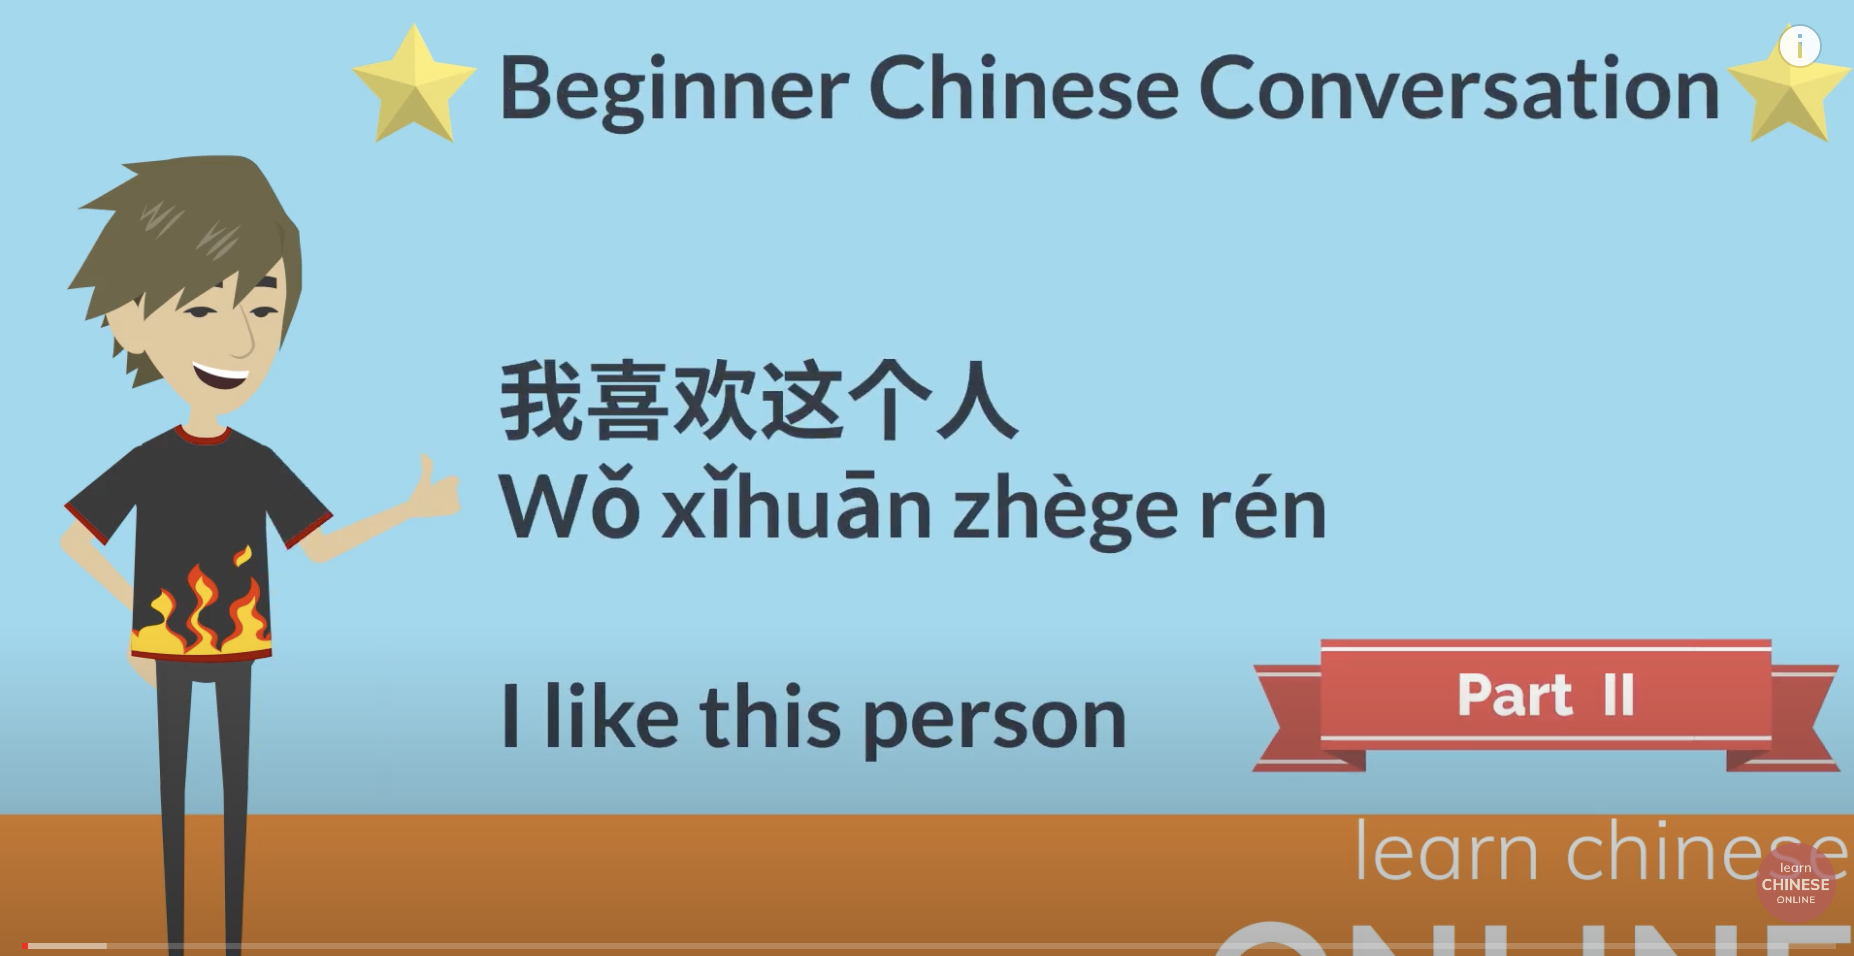 Beginner Chinese Conversation
i
我喜欢这个人
Wǒ xǐhuān zhège rén
I like this person
Part II
learn chinese
ONLINE
learn
CHINESE
ONLINE